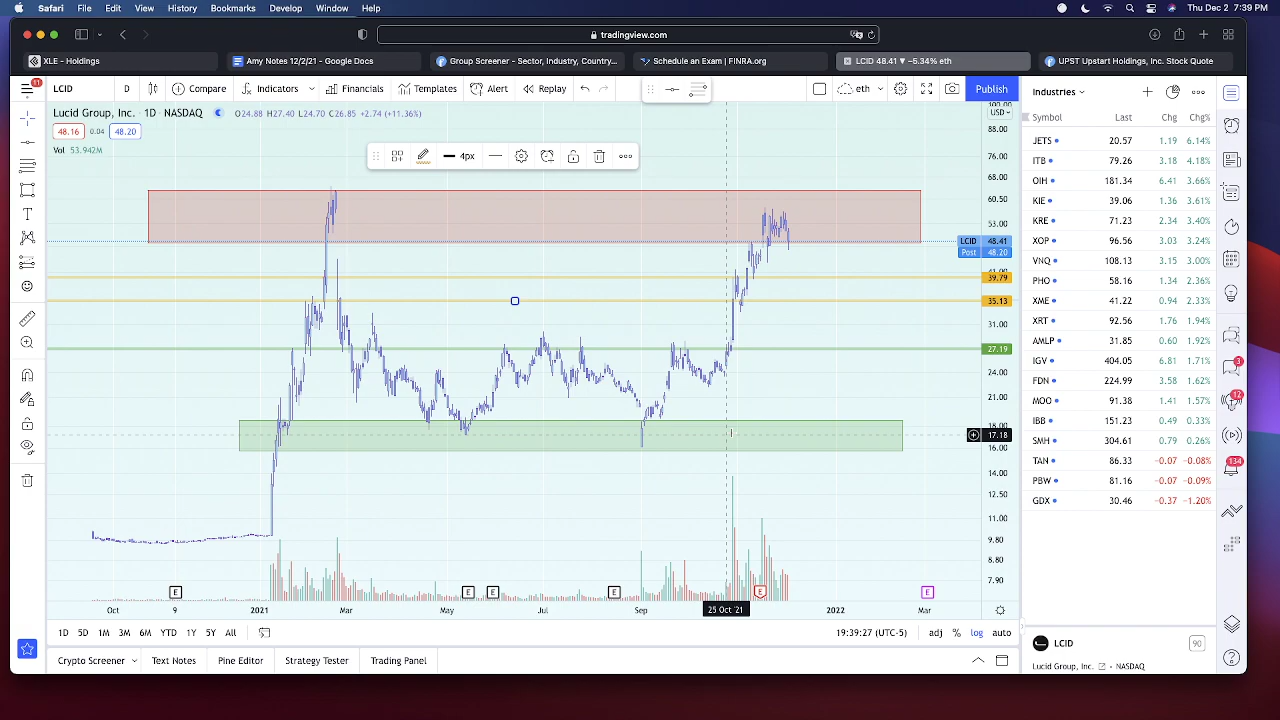 Safari File Edit View History Bookmarks Develop Window Help Thu Dec 2 7:39 PM
tradingview.com
XLE - Holdings Amy Notes 12/2/21 - Google Docs Group Screener - Sector, Industry, Country... Schedule an Exam | FINRA.org LCID 48.41 ▼ −5.34% eth UPST Upstart Holdings, Inc. Stock Quote
31 LCID D Compare Indicators Financials Templates Alert Replay eth Publish Industries
Lucid Group, Inc. · 1D NASDAQ O24.88 H27.40 L24.70 C26.85 +2.74 (+11.36%)
48.16 0.04 48.20
Vol 53.942M
4px
100.00
USD
88.00
76.00
68.00
60.50
53.00
LCID 48.41
Post 48.20
41.00
39.79
35.13
31.00
27.19
24.00
21.00
18.00
17.18
16.00
14.00
12.50
11.00
9.80
8.80
7.90
E E E E E E
Oct 9 2021 Mar May Jul Sep 25 Oct '21 2022 Mar
1D 5D 1M 3M 6M YTD 1Y 5Y All 19:39:27 (UTC-5) adj % log auto
Crypto Screener Text Notes Pine Editor Strategy Tester Trading Panel
Symbol Last Chg Chg%
JETS 20.57 1.19 6.14%
ITB 79.26 3.18 4.18%
OIH 181.34 6.41 3.66%
KIE 39.06 1.36 3.61%
KRE 71.23 2.34 3.40%
XOP 96.56 3.03 3.24%
VNQ 108.13 3.15 3.00%
PHO 58.16 1.34 2.36%
XME 41.22 0.94 2.33%
XRT 92.56 1.76 1.94%
AMLP 31.85 0.60 1.92%
IGV 404.05 6.81 1.71%
FDN 224.99 3.58 1.62%
MOO 91.38 1.41 1.57%
IBB 151.23 0.49 0.33%
SMH 304.61 0.79 0.26%
TAN 86.33 −0.07 −0.08%
PBW 81.16 −0.07 −0.09%
GDX 30.46 −0.37 −1.20%
3
12
134
LCID 90
Lucid Group, Inc. · NASDAQ